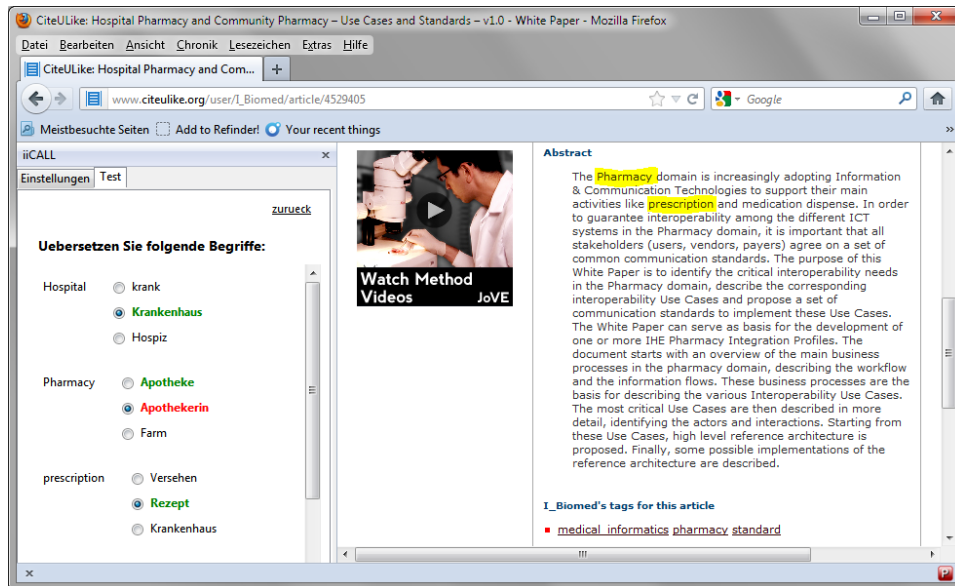 CiteULike: Hospital Pharmacy and Community Pharmacy – Use Cases and Standards – v1.0 - White Paper - Mozilla Firefox
Datei Bearbeiten Ansicht Chronik Lesezeichen Extras Hilfe
CiteULike: Hospital Pharmacy and Com... +
www.citeulike.org/user/I_Biomed/article/4529405
Google
Meistbesuchte Seiten Add to Refinder! Your recent things »
iiCALL ×
Einstellungen Test
zurueck
Uebersetzen Sie folgende Begriffe:
Hospital krank
Krankenhaus
Hospiz
Pharmacy Apotheke
Apothekerin
Farm
prescription Versehen
Rezept
Krankenhaus
Watch Method
Videos JoVE
Abstract
The Pharmacy domain is increasingly adopting Information
& Communication Technologies to support their main
activities like prescription and medication dispense. In order
to guarantee interoperability among the different ICT
systems in the Pharmacy domain, it is important that all
stakeholders (users, vendors, payers) agree on a set of
common communication standards. The purpose of this
White Paper is to identify the critical interoperability needs
in the Pharmacy domain, describe the corresponding
interoperability Use Cases and propose a set of
communication standards to implement these Use Cases.
The White Paper can serve as basis for the development of
one or more IHE Pharmacy Integration Profiles. The
document starts with an overview of the main business
processes in the pharmacy domain, describing the workflow
and the information flows. These business processes are the
basis for describing the various Interoperability Use Cases.
The most critical Use Cases are then described in more
detail, identifying the actors and interactions. Starting from
these Use Cases, high level reference architecture is
proposed. Finally, some possible implementations of the
reference architecture are described.
I_Biomed's tags for this article
medical_informatics pharmacy standard
×